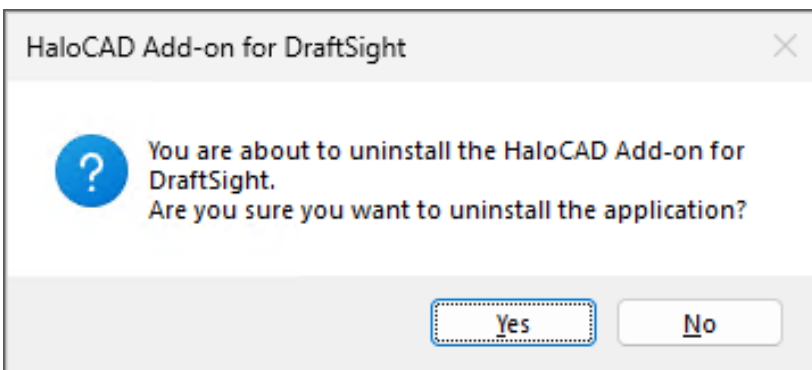 HaloCAD Add-on for DraftSight
?
You are about to uninstall the HaloCAD Add-on for
DraftSight.
Are you sure you want to uninstall the application?
Yes
No